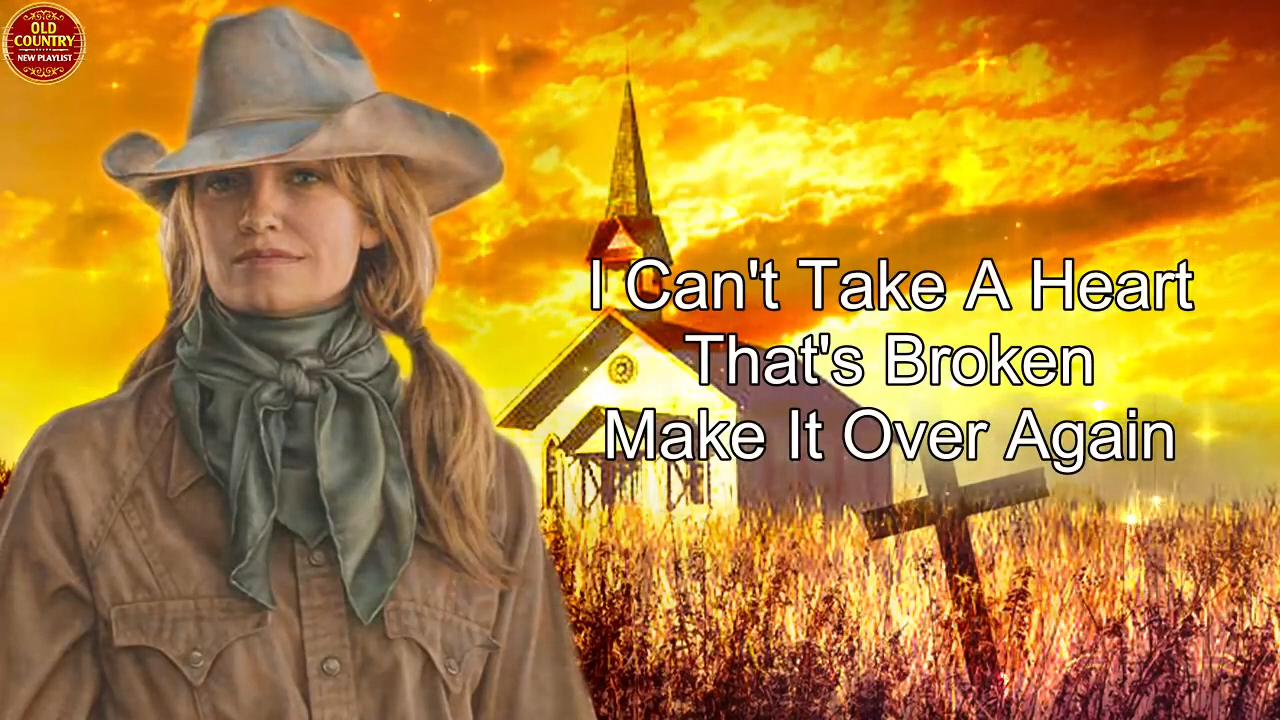 OLD
COUNTRY
NEW PLAYLIST
I Can't Take A Heart
That's Broken
Make It Over Again